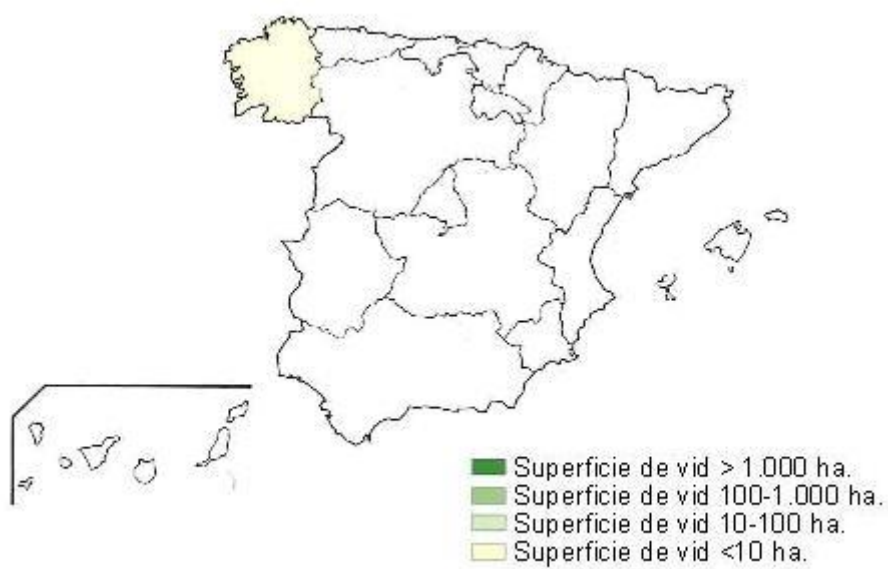 Superficie de vid > 1.000 ha.
Superficie de vid 100-1.000 ha.
Superficie de vid 10-100 ha.
Superficie de vid <10 ha.